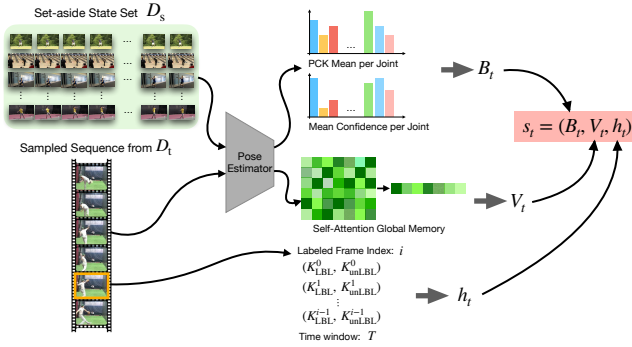 Set-aside State Set D_s
...
...
PCK Mean per Joint
B_t
Mean Confidence per Joint
s_t = (B_t, V_t, h_t)
Sampled Sequence from D_t
Pose
Estimator
V_t
Self-Attention Global Memory
Labeled Frame Index: i
(K^0_LBL, K^0_unLBL)
(K^1_LBL, K^1_unLBL)
⋮
h_t
(K^{i-1}_LBL, K^{i-1}_unLBL)
Time window: T